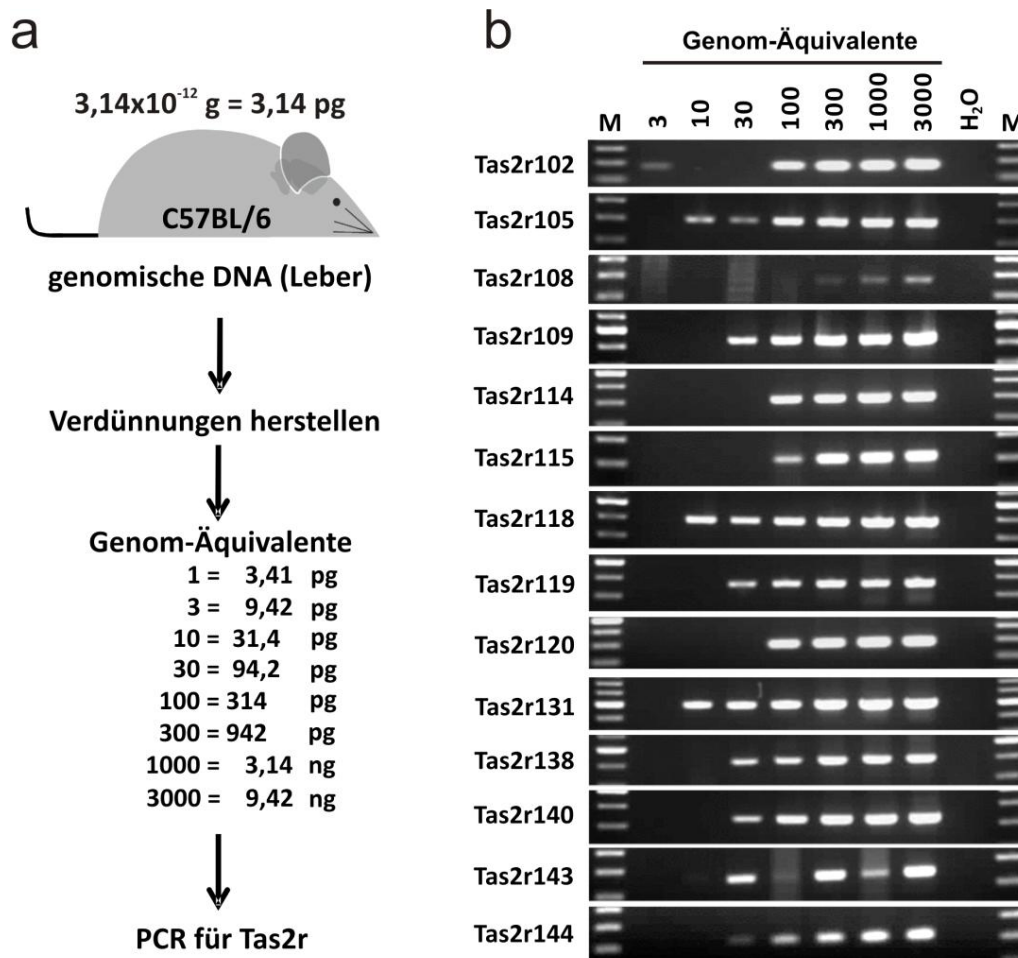 a
3,14x10⁻¹² g = 3,14 pg
C57BL/6
genomische DNA (Leber)
Verdünnungen herstellen
Genom-Äquivalente
1 = 3,41 pg
3 = 9,42 pg
10 = 31,4 pg
30 = 94,2 pg
100 = 314 pg
300 = 942 pg
1000 = 3,14 ng
3000 = 9,42 ng
PCR für Tas2r
b
Genom-Äquivalente
M 3 10 30 100 300 1000 3000 H₂O M
Tas2r102
Tas2r105
Tas2r108
Tas2r109
Tas2r114
Tas2r115
Tas2r118
Tas2r119
Tas2r120
Tas2r131
Tas2r138
Tas2r140
Tas2r143
Tas2r144